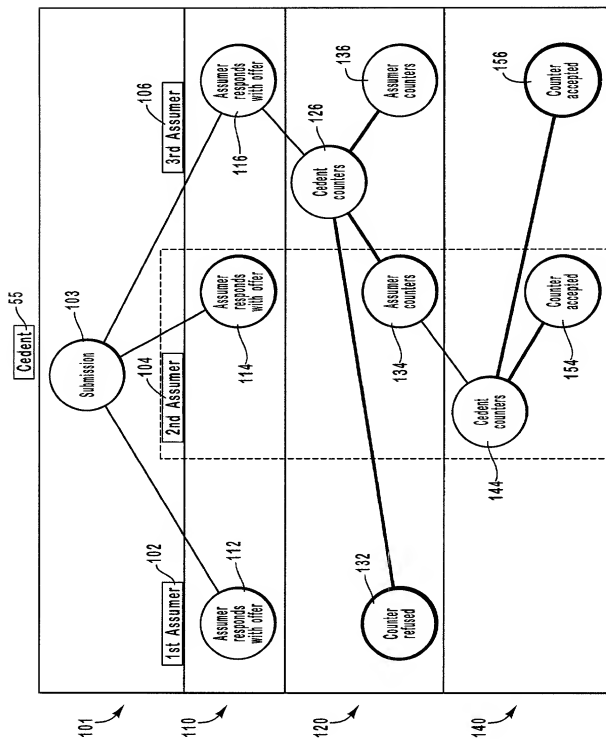 Cedent
55
103
Submission
101
1st Assumer
102
2nd Assumer
104
3rd Assumer
106
110
Assumer
responds
with offer
112
Assumer
responds
with offer
114
Assumer
responds
with offer
116
120
Cedent
counters
126
Counter
refused
132
Assumer
counters
134
Assumer
counters
136
140
Cedent
counters
144
Counter
accepted
154
Counter
accepted
156